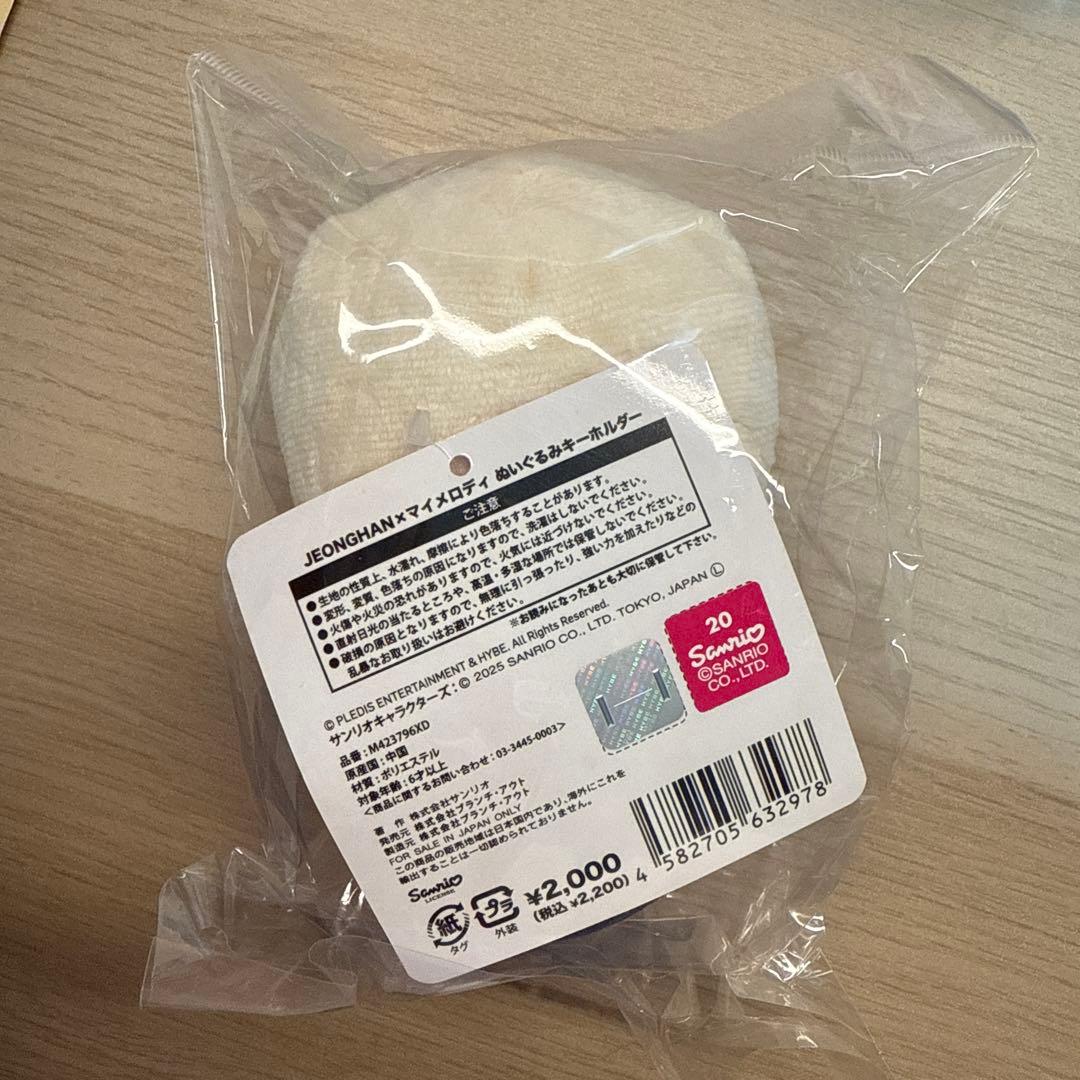 JEONGHAN×マイメロディ ぬいぐるみキーホルダー
ご注意
●生地の性質上、水濡れ、摩擦により色落ちすることがあります。
●変形、変質、色落ちの原因になりますので、洗濯はしないでください。
●火傷や火災の恐れがありますので、火気には近づけないでください。
●直射日光の当たるところや、高温・多湿な場所では保管しないでください。
●破損の原因となりますので、無理に引っ張ったり、強い力を加えたりなどの
乱暴なお取り扱いはお避けください。
※お読みになったあとも大切に保管して下さい。
© PLEDIS ENTERTAINMENT & HYBE. All Rights Reserved.
サンリオキャラクターズ：© 2025 SANRIO CO., LTD. TOKYO, JAPAN Ⓛ
品番：M423796XD
原産国：中国
材質：ポリエステル
対象年齢：6才以上
<商品に関するお問い合わせ：03-3445-0003>
著 作 株式会社サンリオ
発売元 株式会社ブランチ・アウト
製造元 株式会社ブランチ・アウト
FOR SALE IN JAPAN ONLY
この商品の販売地域は日本国内であり、海外にこれを
輸出することは一切認められておりません。
20
Sanrio
©SANRIO
CO.,LTD.
HYBE
Sanrio
LICENSE
紙
タグ
プラ
外装
¥2,000
(税込 ¥2,200)
4 582705 632978